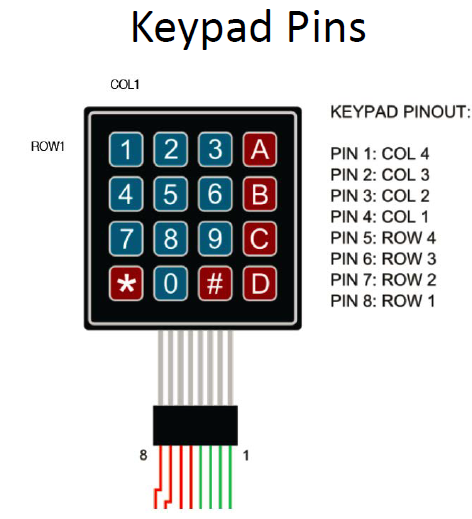 Keypad Pins
COL1
KEYPAD PINOUT:
ROW1
1 2 3 A
4 5 6 B
7 8 9 C
* 0 # D
PIN 1: COL 4
PIN 2: COL 3
PIN 3: COL 2
PIN 4: COL 1
PIN 5: ROW 4
PIN 6: ROW 3
PIN 7: ROW 2
PIN 8: ROW 1
8 1